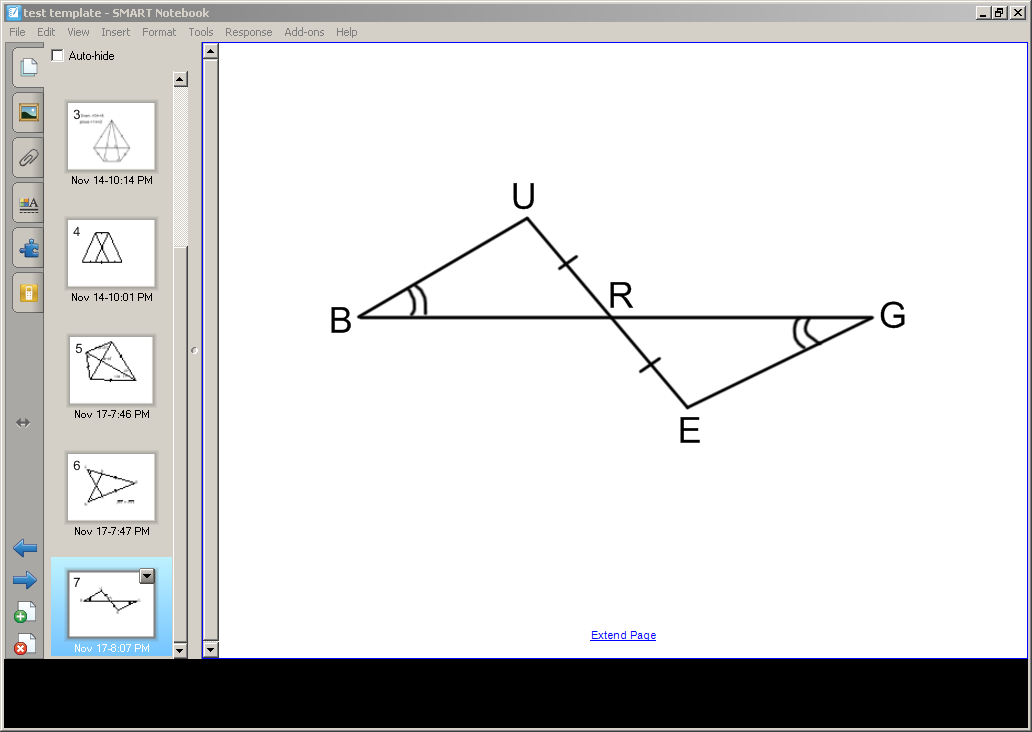 test template - SMART Notebook
File Edit View Insert Format Tools Response Add-ons Help
Auto-hide
3
Nov 14-10:14 PM
4
Nov 14-10:01 PM
5
Nov 17-7:46 PM
6
Nov 17-7:47 PM
7
Nov 17-8:07 PM
U
R
B
G
E
Extend Page